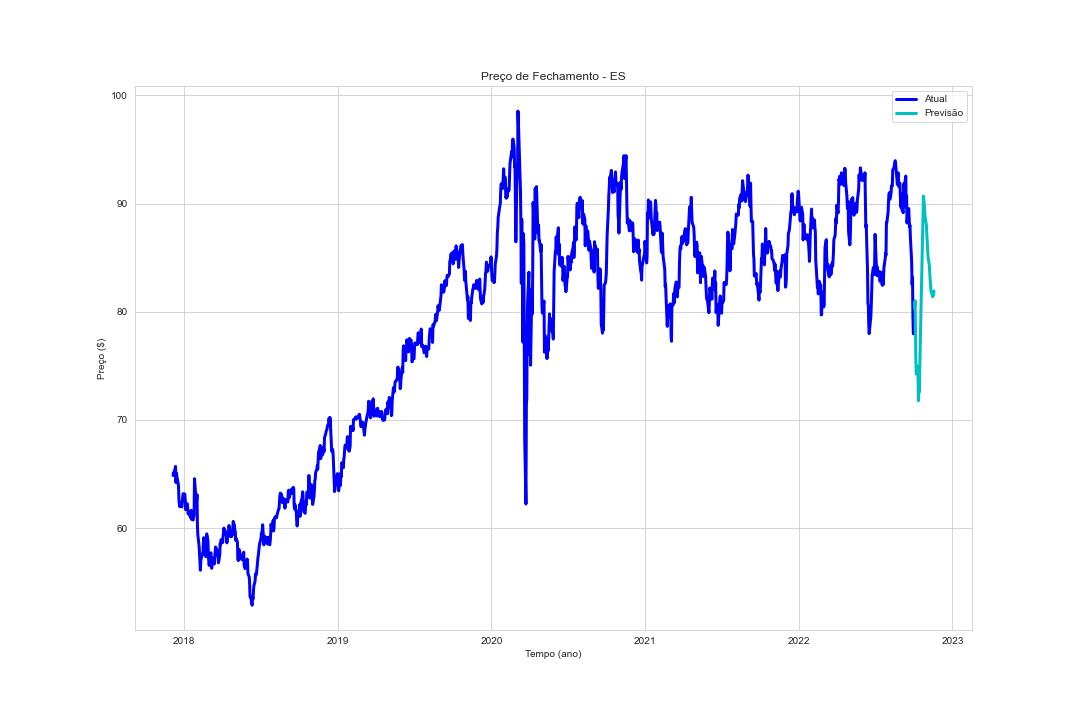 Preço de Fechamento - ES
Atual
Previsão
100
90
80
70
60
Preço ($)
2018
2019
2020
2021
2022
2023
Tempo (ano)